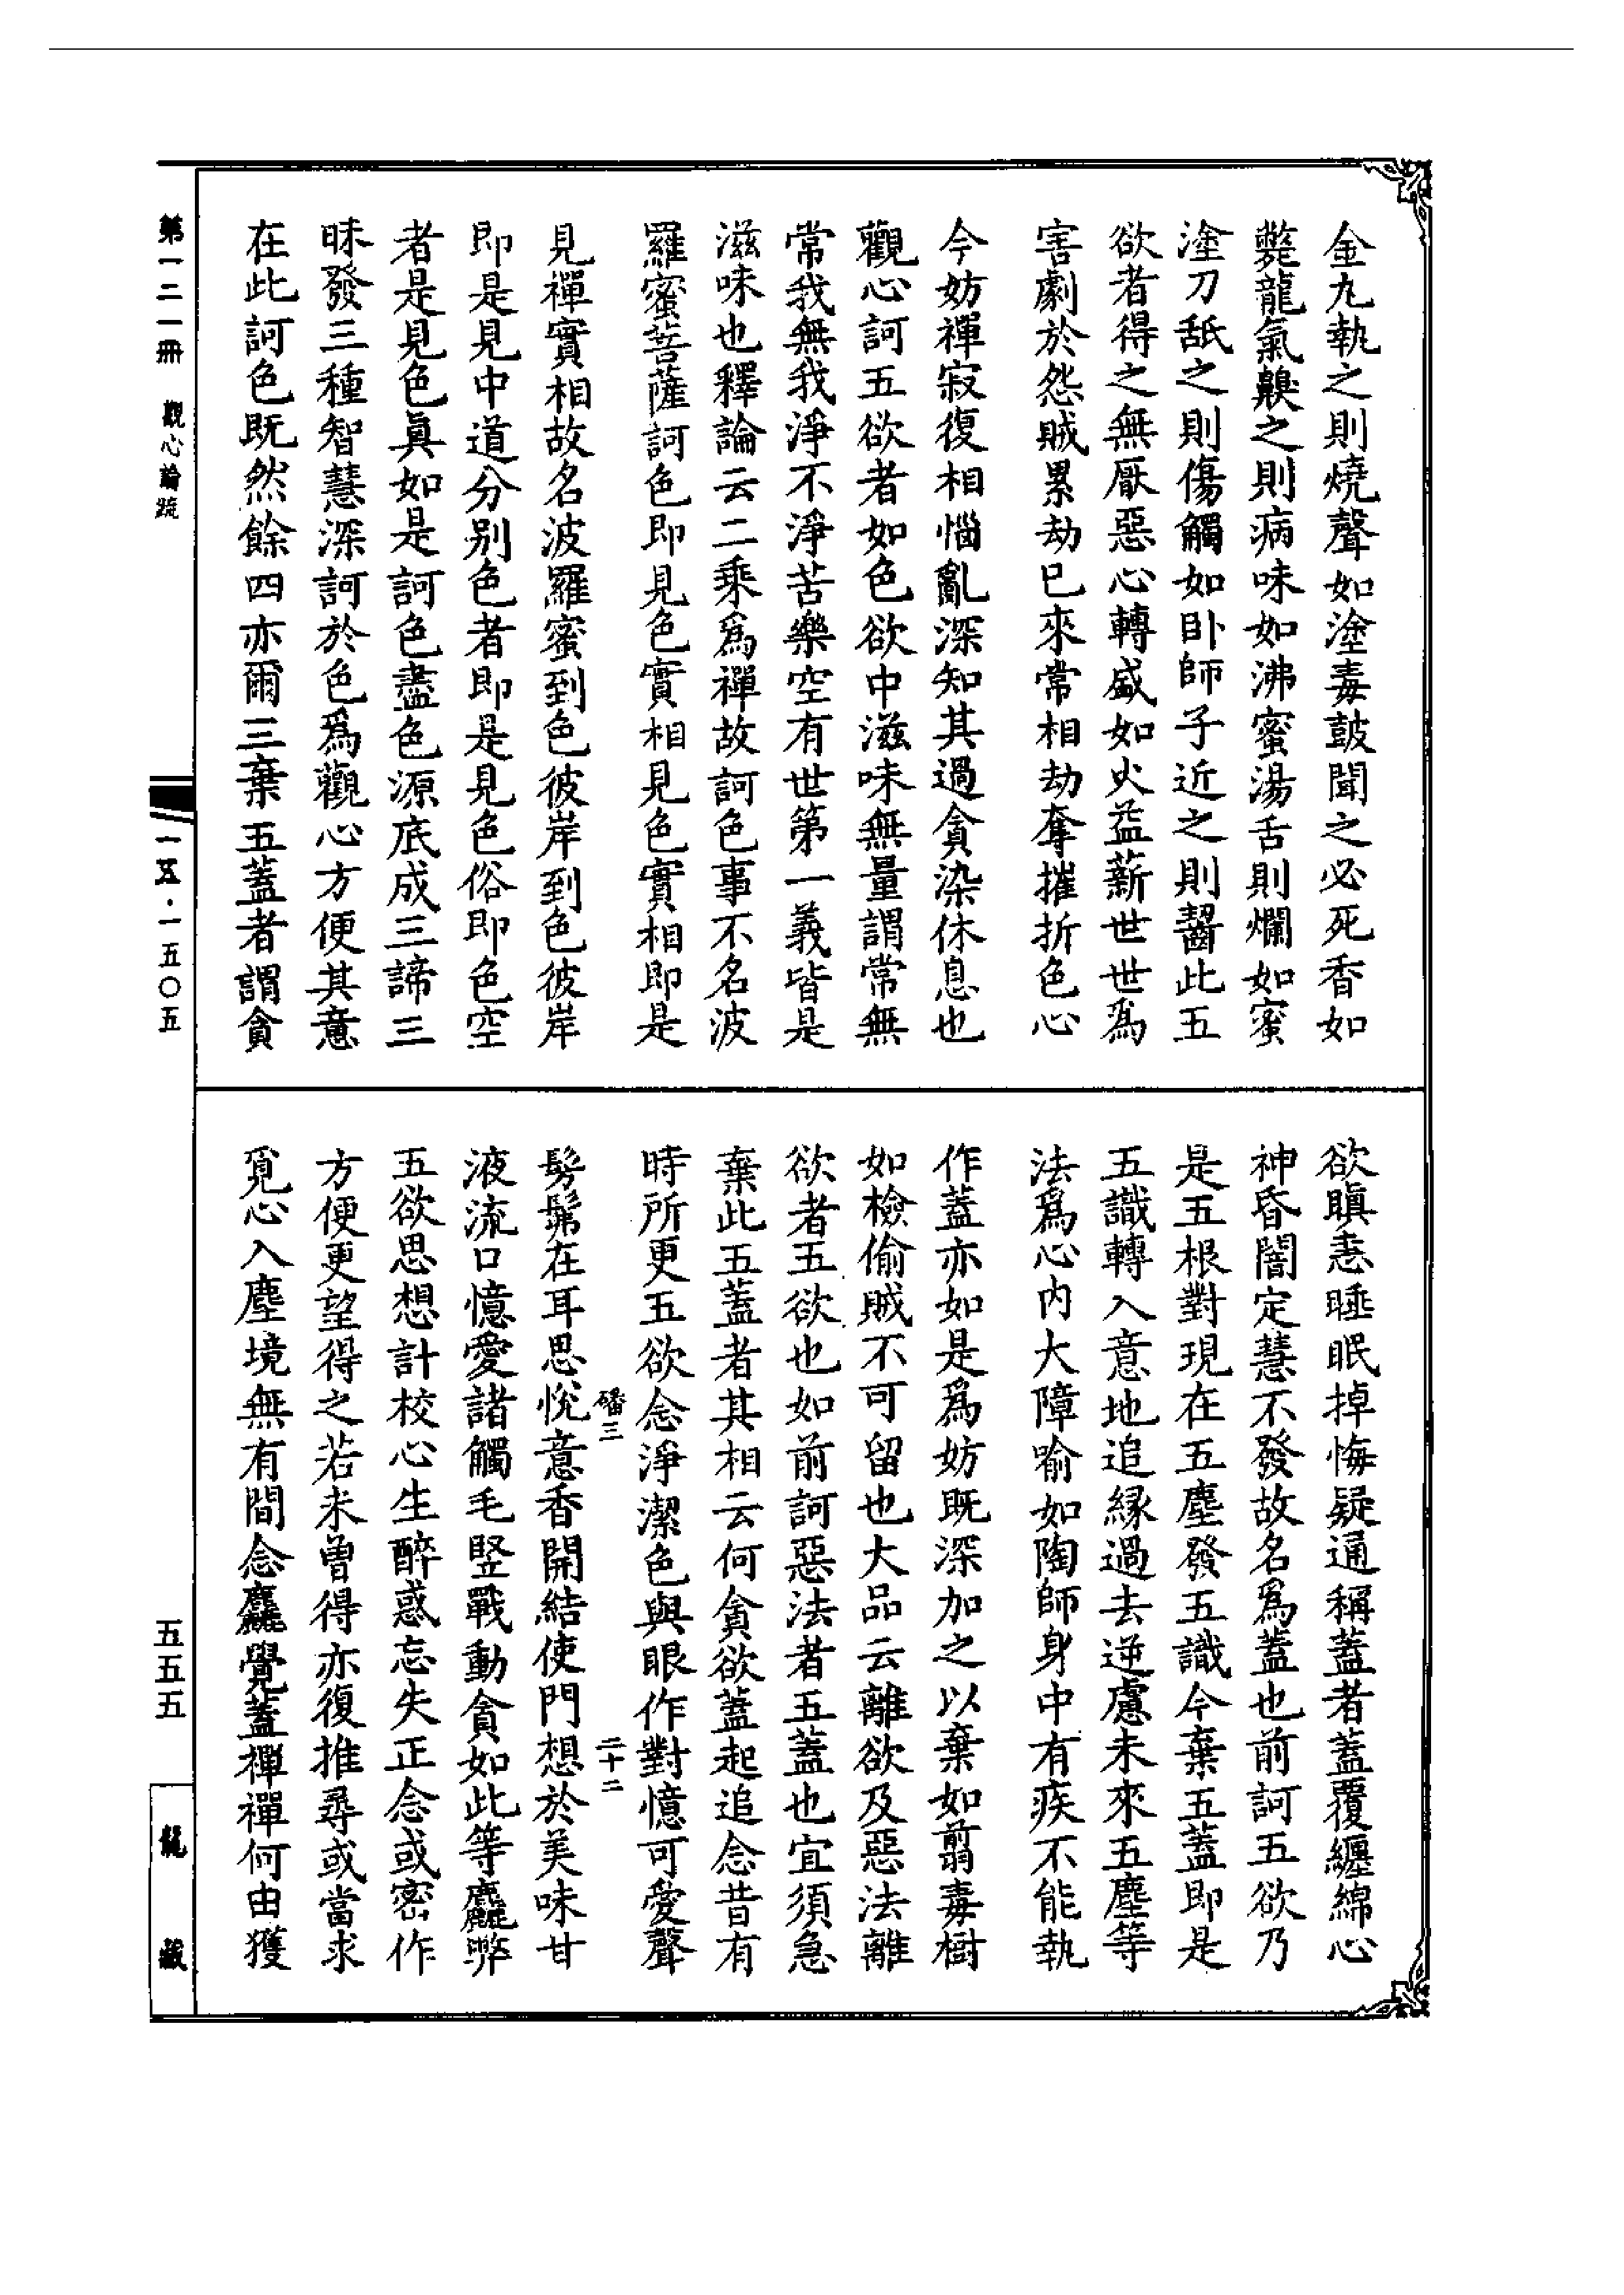 金丸執之則燒聲如塗毒鼓聞之必死香如
龍氣齅之則病味如沸蜜湯舌則爛如蜜
塗刀舐之則傷觸如卧師子近之則齧此五
欲者得之無厭惡心轉盛如火益薪世世爲
害劇於怨賊累劫已來常相劫奪摧折色心
今妨禪寂復相惱亂深知其過貪染休息也
觀心訶五欲者如色欲中滋味無量謂常無
常我無我淨不淨苦樂空有世第一義皆是
滋味也釋論云二乘爲禪故訶色事不名波
羅蜜菩薩訶色即見色實相見色實相即是
見禪實相故名波羅蜜到色彼岸到色彼岸
即是見中道分別色者即是見色俗即色空
者是見色眞如是訶色盡色源底成三諦三
昧發三種智慧深訶於色爲觀心方便其意
在此訶色既然餘四亦爾三棄五蓋者謂貪
欲瞋恚睡眠掉悔疑通稱蓋者蓋覆纏綿心
神昏闇定慧不發故名爲蓋也前訶五欲乃
是五根對現在五塵發五識今棄五蓋即是
五識轉入意地追緣過去逆慮未來五塵等
法爲心內大障喻如陶師身中有疾不能執
作蓋亦如是爲妨既深加之以棄如翦毒樹
如檢偷賊不可留也大品云離欲及惡法離
欲者五欲也如前訶惡法者五蓋也宜須急
棄此五蓋者其相云何貪欲蓋起追念昔有
時所更五欲念淨潔色與眼作對憶可愛聲
髣髴在耳思悅意香開結使門想於美味甘
液流口憶愛諸觸毛竪戰動貪如此等麤弊
五欲思想計校心生醉惑忘失正念或密作
方便更望得之若未曾得亦復推尋或當求
覓心入塵境無有間念麤覺蓋禪禪何由獲
磻三
二十二
第一二一冊
觀心論疏
一五·一五〇五
五五五
龍藏